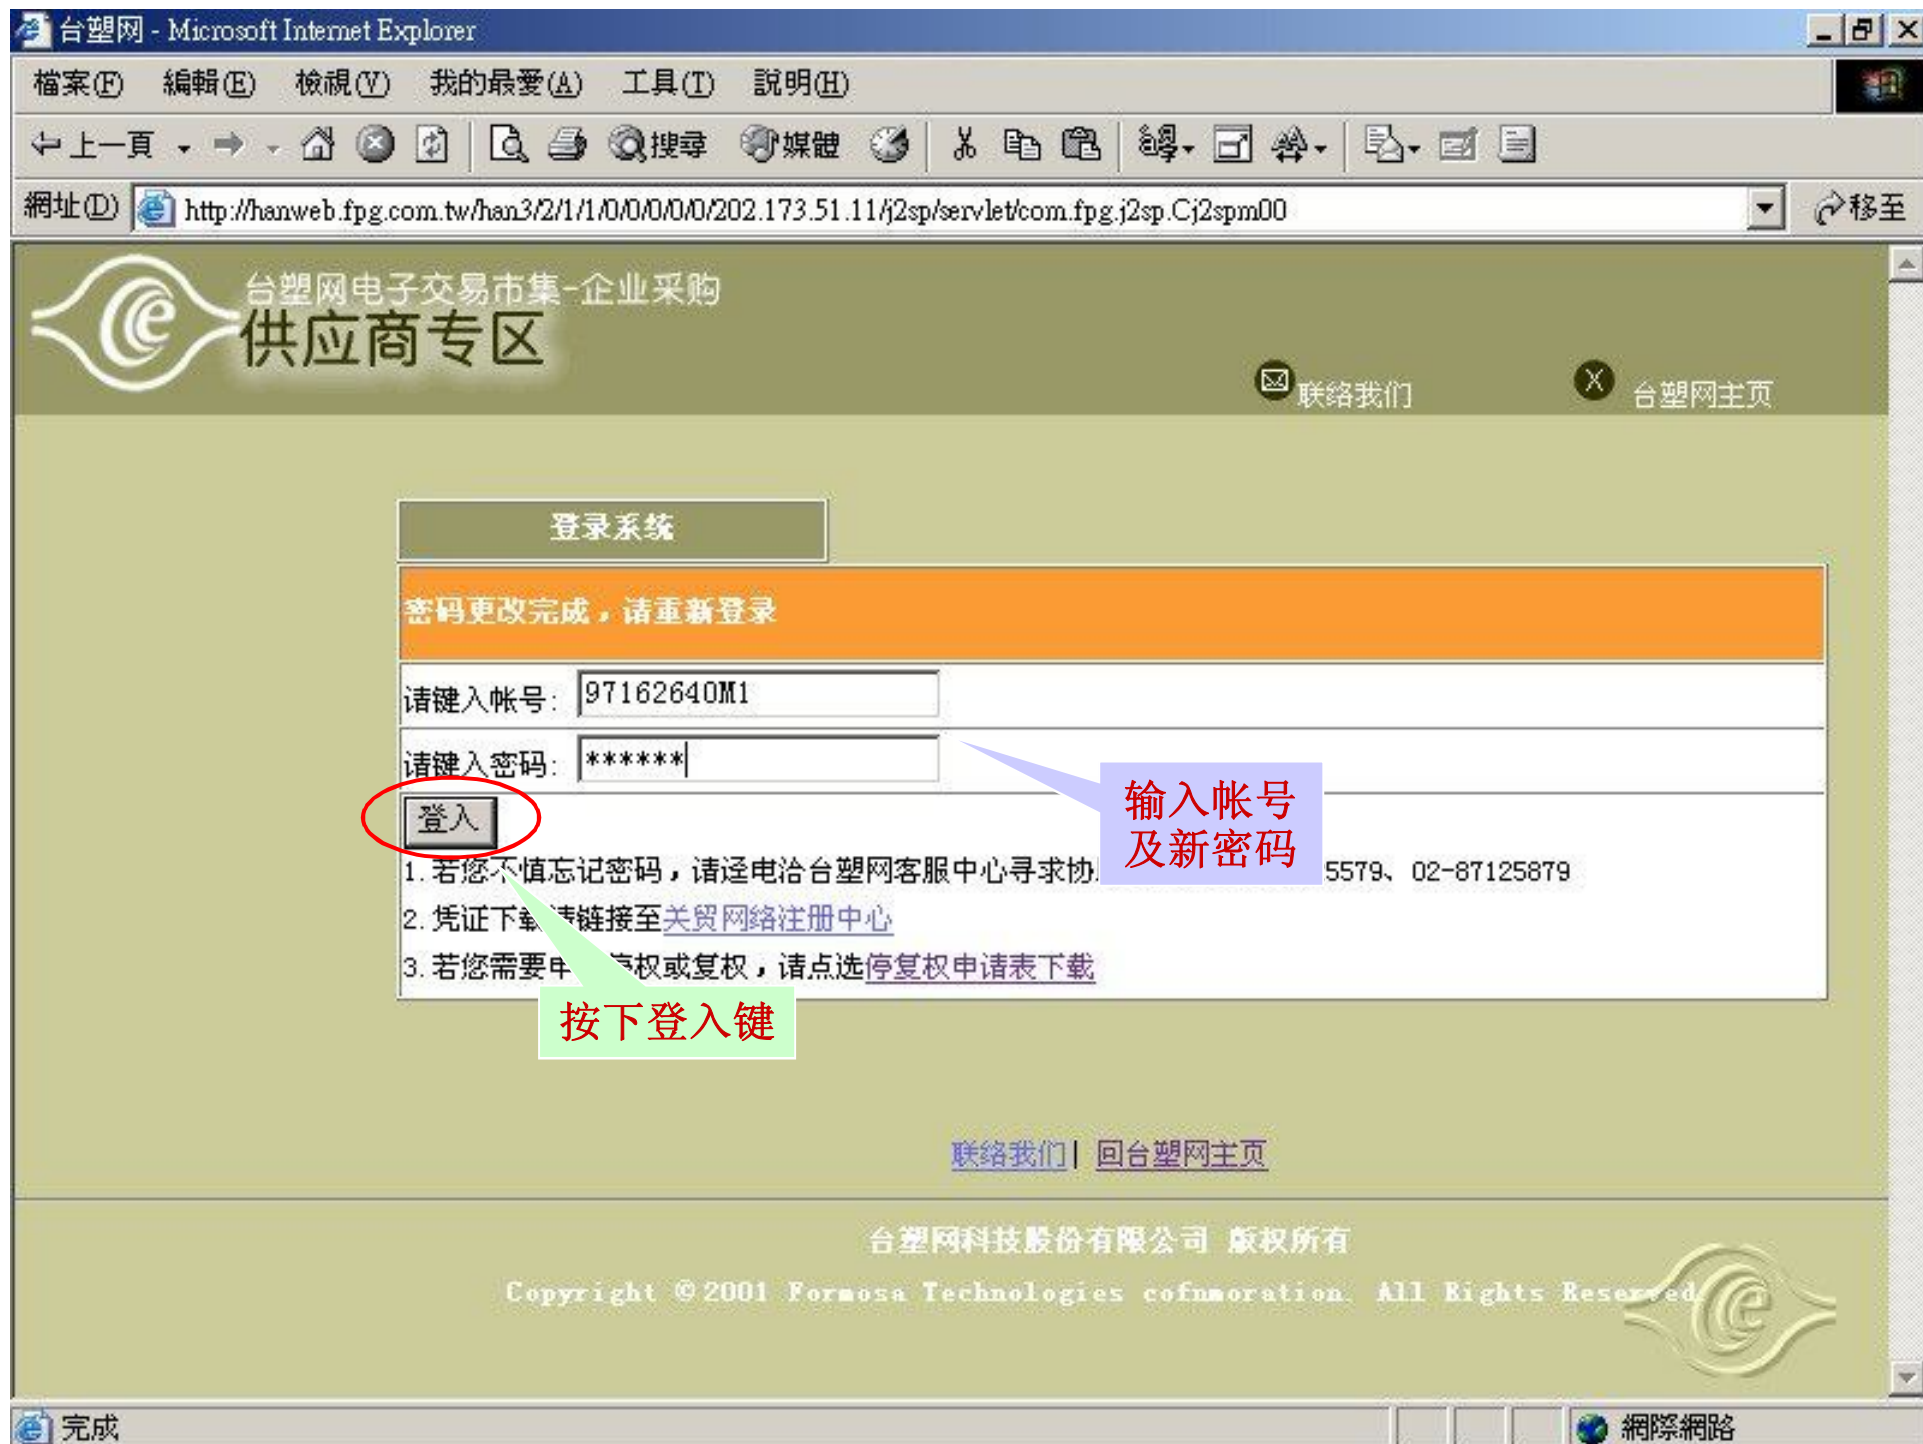 台塑网 - Microsoft Internet Explorer
檔案(F) 編輯(E) 檢視(V) 我的最愛(A) 工具(T) 說明(H)
上一頁 搜尋 媒體
網址(D) http://hanweb.fpg.com.tw/han3/2/1/1/0/0/0/0/0/202.173.51.11/j2sp/servlet/com.fpg.j2sp.Cj2spm00 移至
台塑网电子交易市集-企业采购
供应商专区
联络我们 台塑网主页
登录系统
密码更改完成，请重新登录
请键入帐号: 97162640M1
请键入密码: ******
输入帐号
及新密码
登入
1. 若您不慎忘记密码，请迳电洽台塑网客服中心寻求协 5579、02-87125879
2. 凭证下载请链接至关贸网络注册中心
3. 若您需要申 停权或复权，请点选停复权申请表下载
按下登入键
联络我们| 回台塑网主页
台塑网科技股份有限公司 版权所有
Copyright ©2001 Formosa Technologies cofnmoration. All Rights Reserved
完成 網際網路